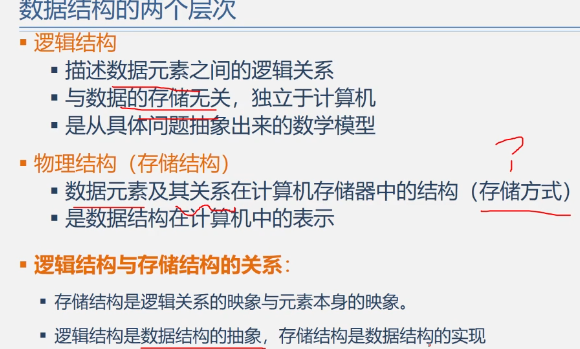 数据结构的两个层次
逻辑结构
描述数据元素之间的逻辑关系
与数据的存储无关，独立于计算机
是从具体问题抽象出来的数学模型
?
物理结构（存储结构）
数据元素及其关系在计算机存储器中的结构（存储方式）
是数据结构在计算机中的表示
逻辑结构与存储结构的关系：
存储结构是逻辑关系的映象与元素本身的映象。
逻辑结构是数据结构的抽象，存储结构是数据结构的实现